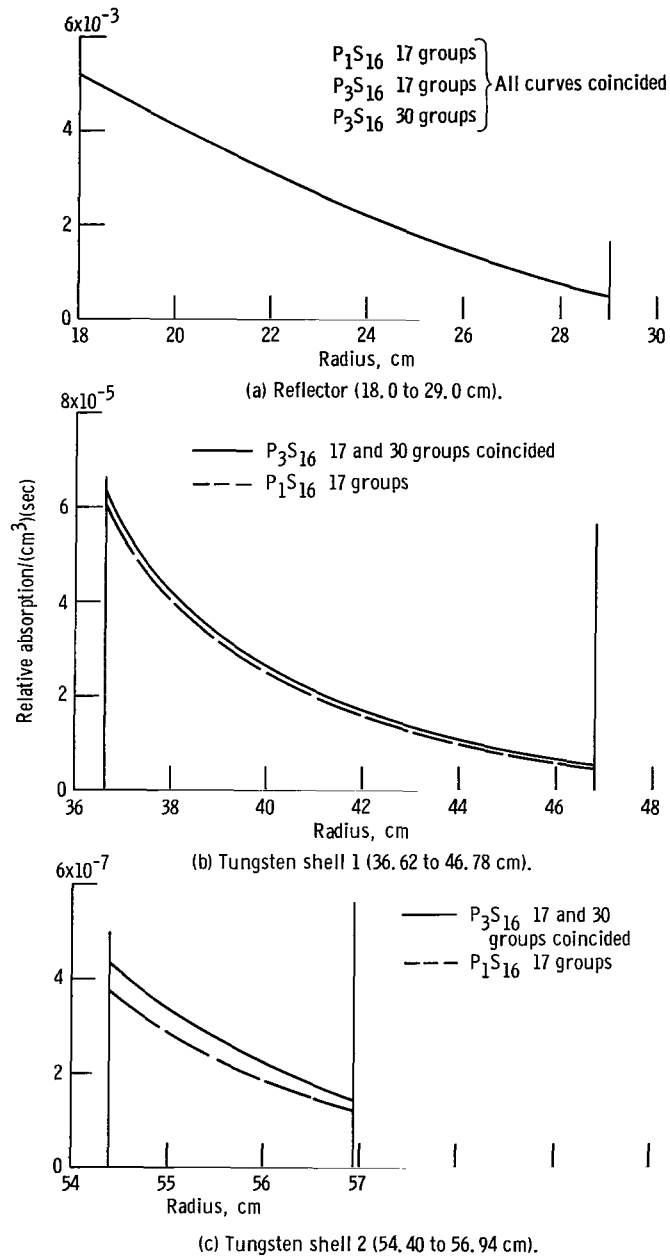 6x10⁻³
P₁S₁₆ 17 groups
P₃S₁₆ 17 groups
P₃S₁₆ 30 groups
All curves coincided
4
2
0
18 20 22 24 26 28 30
Radius, cm
(a) Reflector (18.0 to 29.0 cm).
8x10⁻⁵
P₃S₁₆ 17 and 30 groups coincided
P₁S₁₆ 17 groups
6
4
2
0
Relative absorption/(cm³)(sec)
36 38 40 42 44 46 48
Radius, cm
(b) Tungsten shell 1 (36.62 to 46.78 cm).
6x10⁻⁷
P₃S₁₆ 17 and 30
groups coincided
P₁S₁₆ 17 groups
4
2
0
54 55 56 57
Radius, cm
(c) Tungsten shell 2 (54.40 to 56.94 cm).